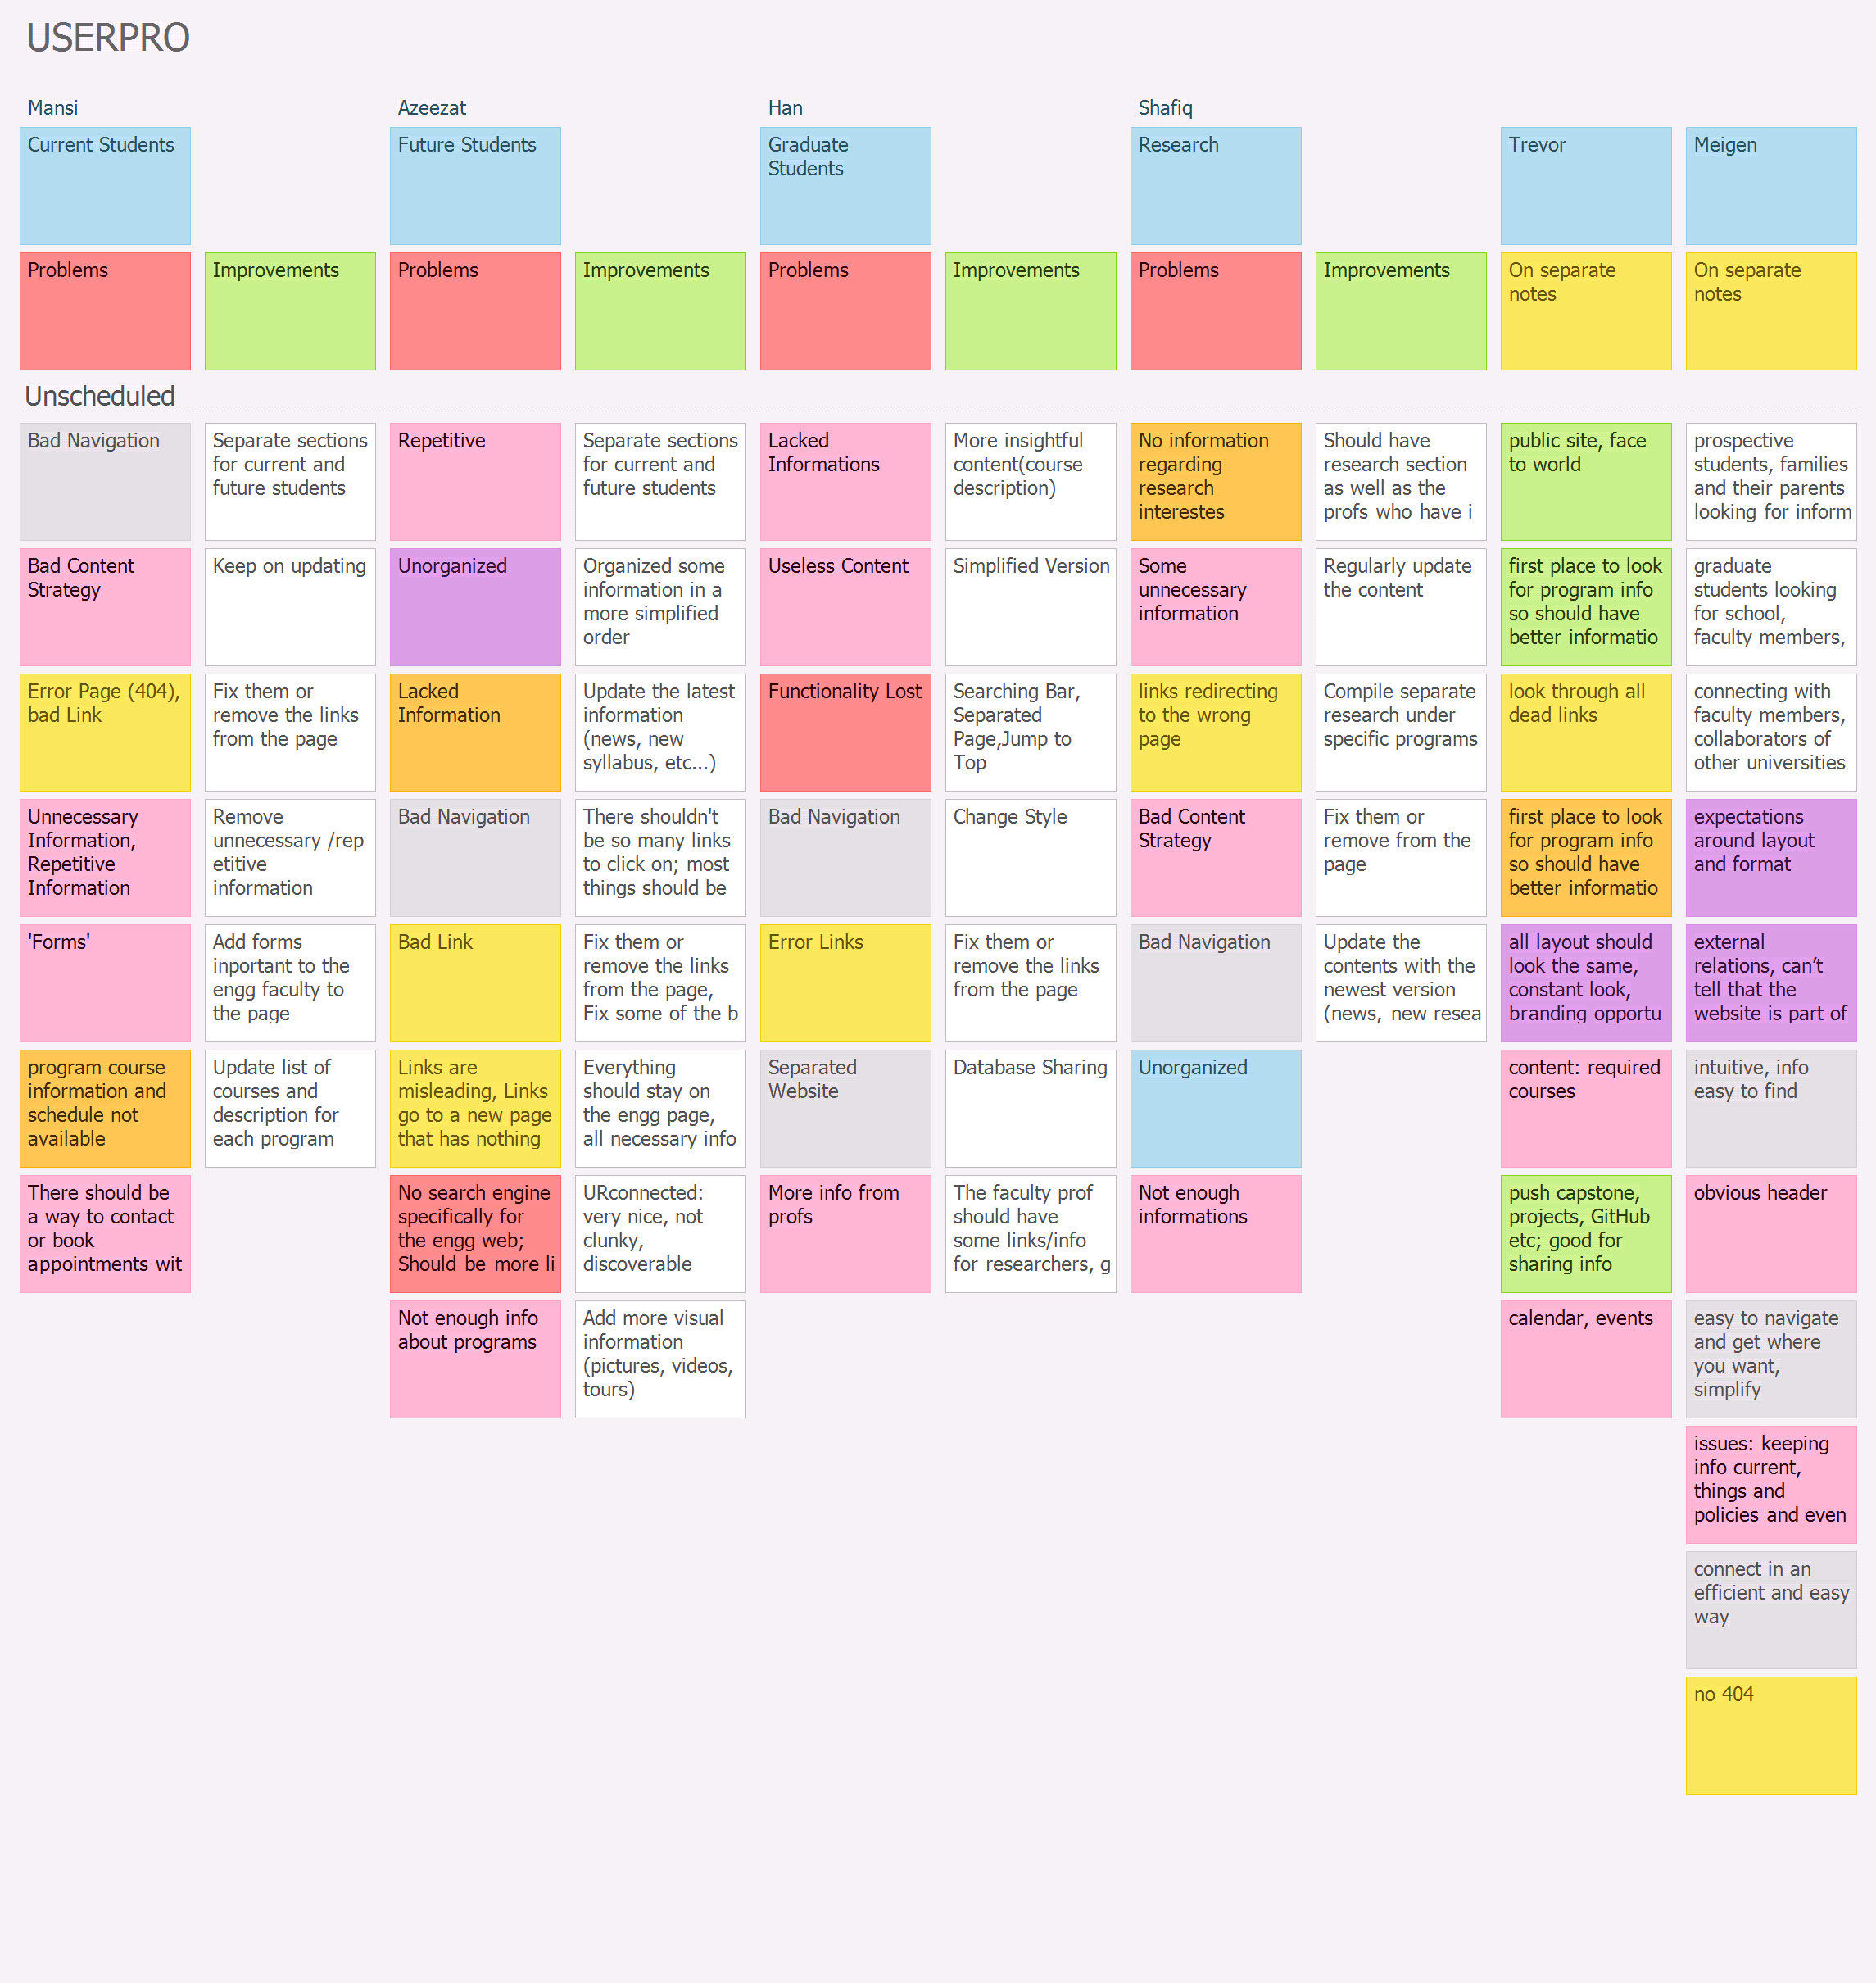 USERPRO
Mansi
Azeezat
Han
Shafiq
Current Students
Future Students
Graduate
Students
Research
Trevor
Meigen
Problems
Improvements
Problems
Improvements
Problems
Improvements
Problems
Improvements
On separate
notes
On separate
notes
Unscheduled
Bad Navigation
Separate sections
for current and
future students
Repetitive
Separate sections
for current and
future students
Lacked
Informations
More insightful
content(course
description)
No information
regarding
research
interestes
Should have
research section
as well as the
profs who have i
public site, face
to world
prospective
students, families
and their parents
looking for inform
Bad Content
Strategy
Keep on updating
Unorganized
Organized some
information in a
more simplified
order
Useless Content
Simplified Version
Some
unnecessary
information
Regularly update
the content
first place to look
for program info
so should have
better informatio
graduate
students looking
for school,
faculty members,
Error Page (404),
bad Link
Fix them or
remove the links
from the page
Lacked
Information
Update the latest
information
(news, new
syllabus, etc...)
Functionality Lost
Searching Bar,
Separated
Page,Jump to
Top
links redirecting
to the wrong
page
Compile separate
research under
specific programs
look through all
dead links
connecting with
faculty members,
collaborators of
other universities
Unnecessary
Information,
Repetitive
Information
Remove
unnecessary /rep
etitive
information
Bad Navigation
There shouldn't
be so many links
to click on; most
things should be
Bad Navigation
Change Style
Bad Content
Strategy
Fix them or
remove from the
page
first place to look
for program info
so should have
better informatio
expectations
around layout
and format
'Forms'
Add forms
inportant to the
engg faculty to
the page
Bad Link
Fix them or
remove the links
from the page,
Fix some of the b
Error Links
Fix them or
remove the links
from the page
Bad Navigation
Update the
contents with the
newest version
(news, new resea
all layout should
look the same,
constant look,
branding opportu
external
relations, can’t
tell that the
website is part of
program course
information and
schedule not
available
Update list of
courses and
description for
each program
Links are
misleading, Links
go to a new page
that has nothing
Everything
should stay on
the engg page,
all necessary info
Separated
Website
Database Sharing
Unorganized
content: required
courses
intuitive, info
easy to find
There should be
a way to contact
or book
appointments wit
No search engine
specifically for
the engg web;
Should be more li
URconnected:
very nice, not
clunky,
discoverable
More info from
profs
The faculty prof
should have
some links/info
for researchers, g
Not enough
informations
push capstone,
projects, GitHub
etc; good for
sharing info
obvious header
Not enough info
about programs
Add more visual
information
(pictures, videos,
tours)
calendar, events
easy to navigate
and get where
you want,
simplify
issues: keeping
info current,
things and
policies and even
connect in an
efficient and easy
way
no 404